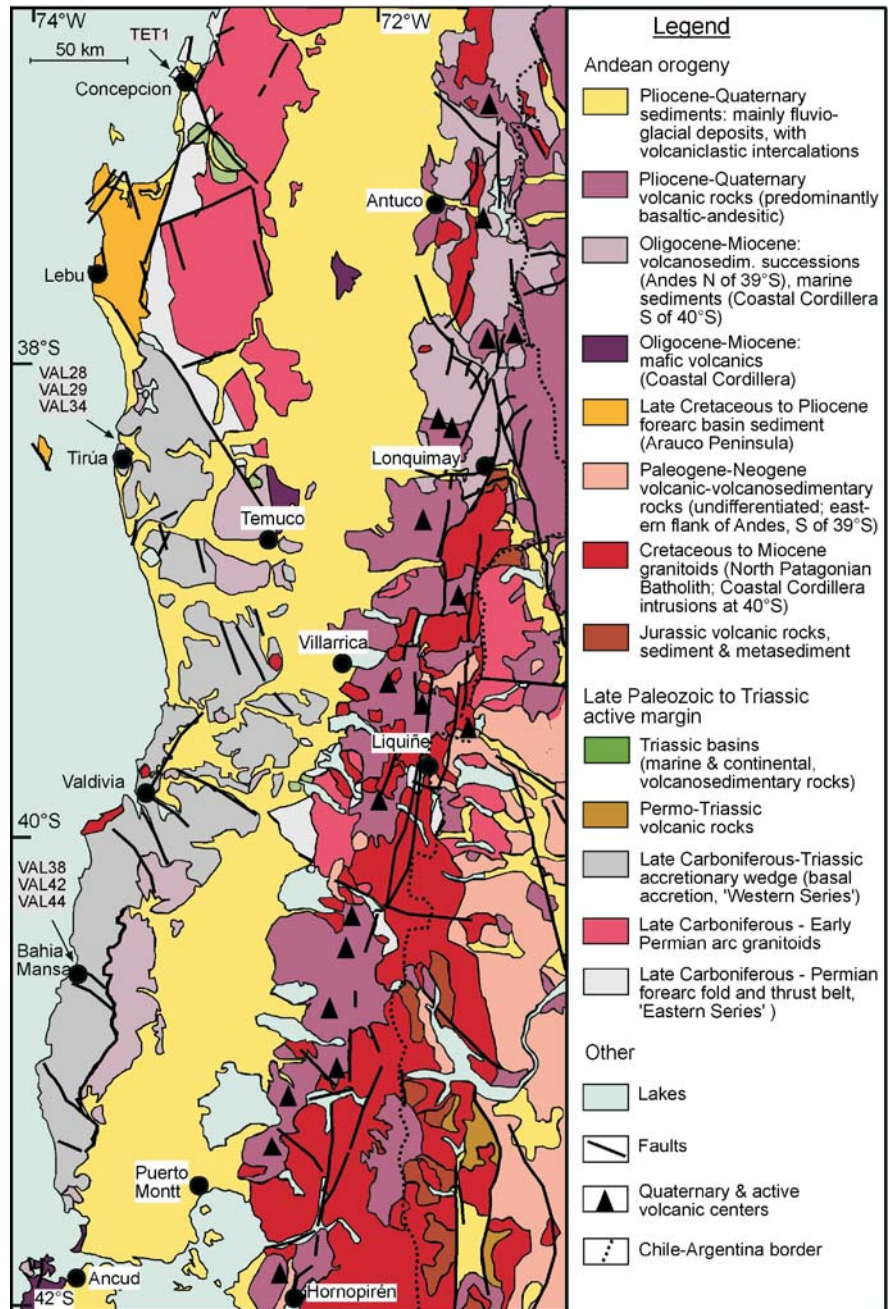 74°W
72°W
TET1
50 km
Concepcion
Antuco
Lebu
38°S
VAL28
VAL29
VAL34
Tirúa
Lonquimay
Temuco
Villarrica
Liquiñe
Valdivia
40°S
VAL38
VAL42
VAL44
Bahia
Mansa
Puerto
Montt
Ancud
Hornopirén
42°S
Legend
Andean orogeny
Pliocene-Quaternary
sediments: mainly fluvio-
glacial deposits, with
volcaniclastic intercalations
Pliocene-Quaternary
volcanic rocks (predominantly
basaltic-andesitic)
Oligocene-Miocene:
volcanosedim. successions
(Andes N of 39°S), marine
sediments (Coastal Cordillera
S of 40°S)
Oligocene-Miocene:
mafic volcanics
(Coastal Cordillera)
Late Cretaceous to Pliocene
forearc basin sediment
(Arauco Peninsula)
Paleogene-Neogene
volcanic-volcanosedimentary
rocks (undifferentiated; east-
ern flank of Andes, S of 39°S)
Cretaceous to Miocene
granitoids (North Patagonian
Batholith; Coastal Cordillera
intrusions at 40°S)
Jurassic volcanic rocks,
sediment & metasediment
Late Paleozoic to Triassic
active margin
Triassic basins
(marine & continental,
volcanosedimentary rocks)
Permo-Triassic
volcanic rocks
Late Carboniferous-Triassic
accretionary wedge (basal
accretion, 'Western Series')
Late Carboniferous - Early
Permian arc granitoids
Late Carboniferous - Permian
forearc fold and thrust belt,
'Eastern Series' )
Other
Lakes
Faults
Quaternary & active
volcanic centers
Chile-Argentina border